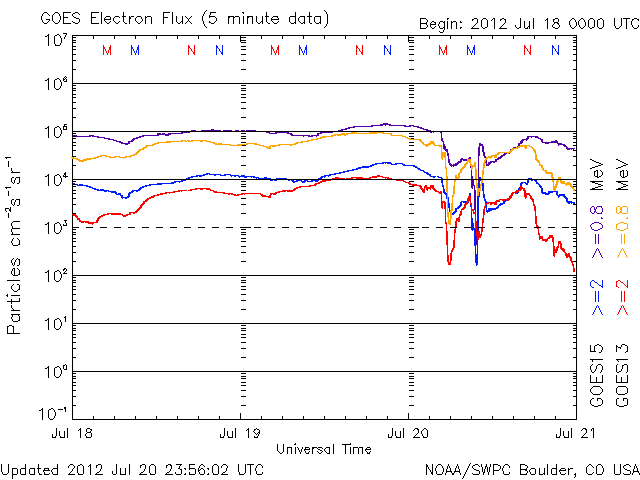 GOES Electron Flux (5 minute data)
Begin: 2012 Jul 18 0000 UTC
M M N N M M N N M M N N
10⁷
10⁶
10⁵
10⁴
10³
10²
10¹
10⁰
10⁻¹
Particles cm⁻²s⁻¹sr⁻¹
Jul 18 Jul 19 Jul 20 Jul 21
Universal Time
GOES15 >=2 >=0.8 MeV
GOES13 >=2 >=0.8 MeV
Updated 2012 Jul 20 23:56:02 UTC
NOAA/SWPC Boulder, CO USA